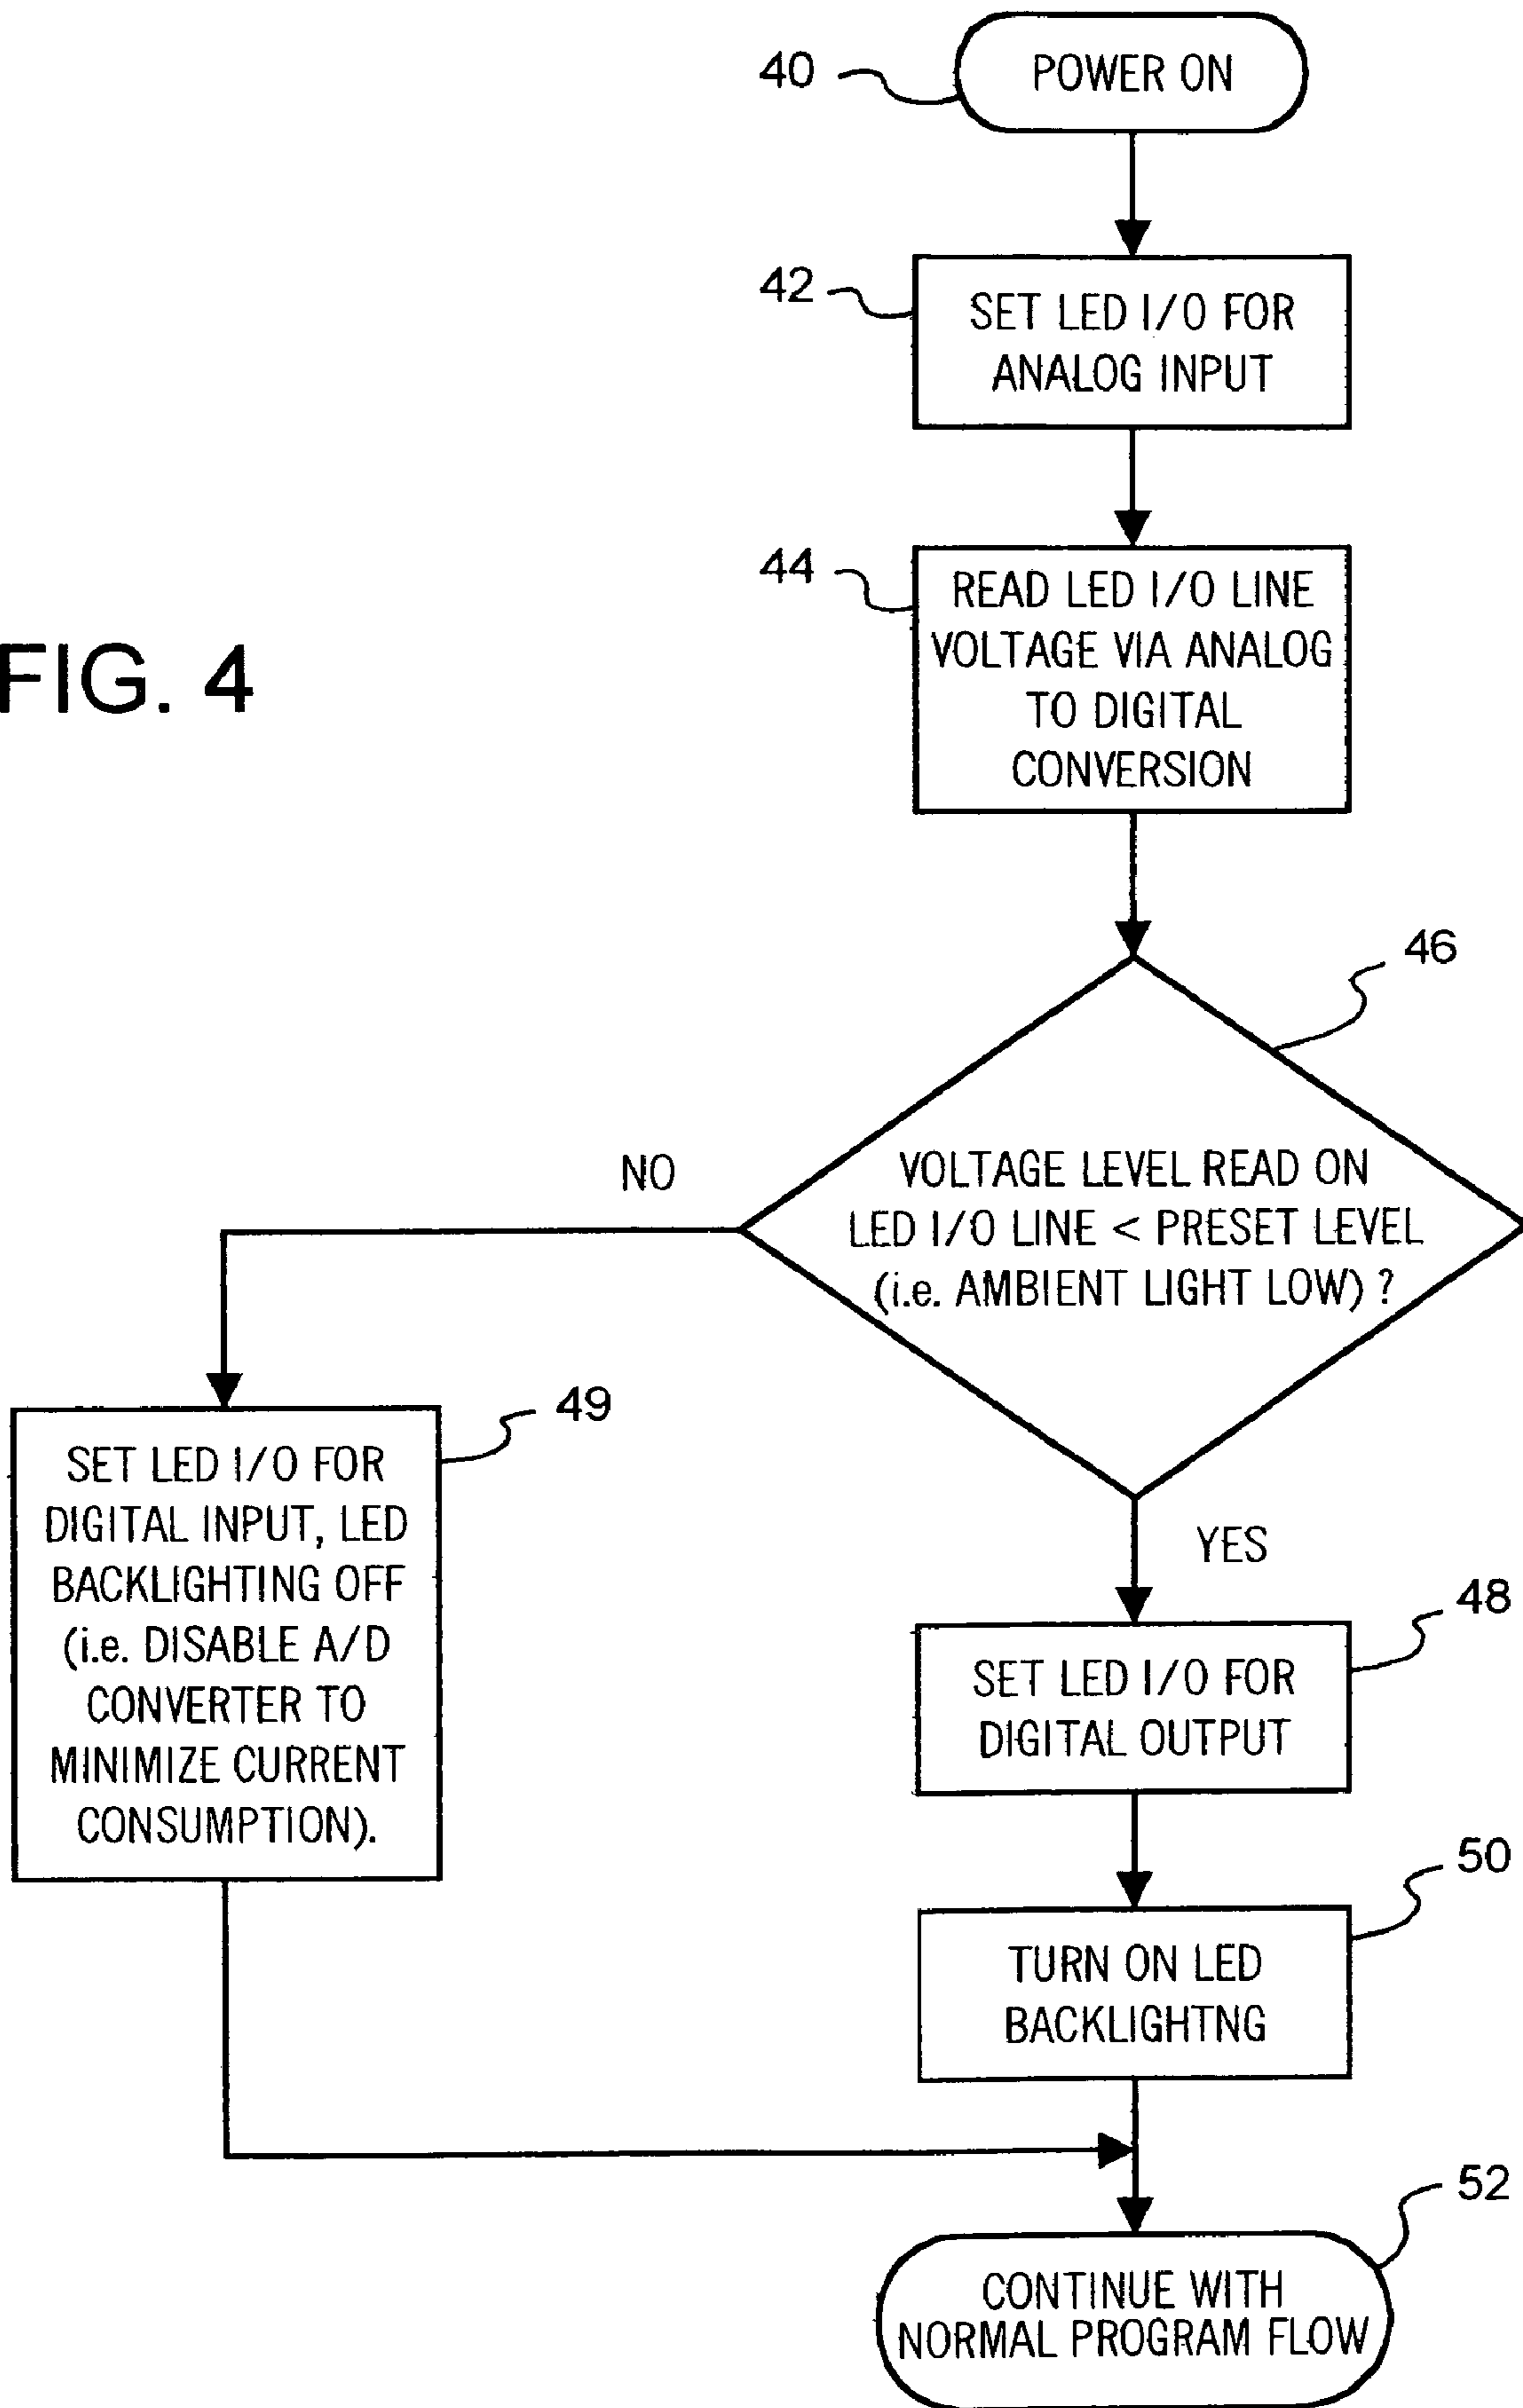 40
POWER ON
42
SET LED I/O FOR
ANALOG INPUT
44
READ LED I/O LINE
VOLTAGE VIA ANALOG
TO DIGITAL
CONVERSION
FIG. 4
46
VOLTAGE LEVEL READ ON
LED I/O LINE < PRESET LEVEL
(i.e. AMBIENT LIGHT LOW) ?
NO
49
SET LED I/O FOR
DIGITAL INPUT, LED
BACKLIGHTING OFF
(i.e. DISABLE A/D
CONVERTER TO
MINIMIZE CURRENT
CONSUMPTION).
YES
48
SET LED I/O FOR
DIGITAL OUTPUT
50
TURN ON LED
BACKLIGHTNG
52
CONTINUE WITH
NORMAL PROGRAM FLOW